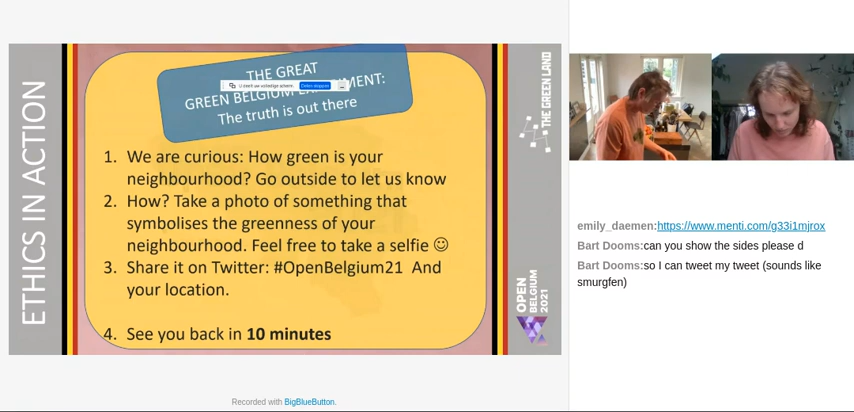 ETHICS IN ACTION
THE GREAT
GREEN BELGIUM
MENT:
The truth is out there
1. We are curious: How green is your
neighbourhood? Go outside to let us know
2. How? Take a photo of something that
symbolises the greenness of your
neighbourhood. Feel free to take a selfie ☺
3. Share it on Twitter: #OpenBelgium21 And
your location.
4. See you back in 10 minutes
THE GREEN LAND
OPEN
BELGIUM
2021
emily_daemen:https://www.menti.com/g33i1mjrox
Bart Dooms:can you show the sides please d
Bart Dooms:so I can tweet my tweet (sounds like
smurgfen)
Recorded with BigBlueButton.